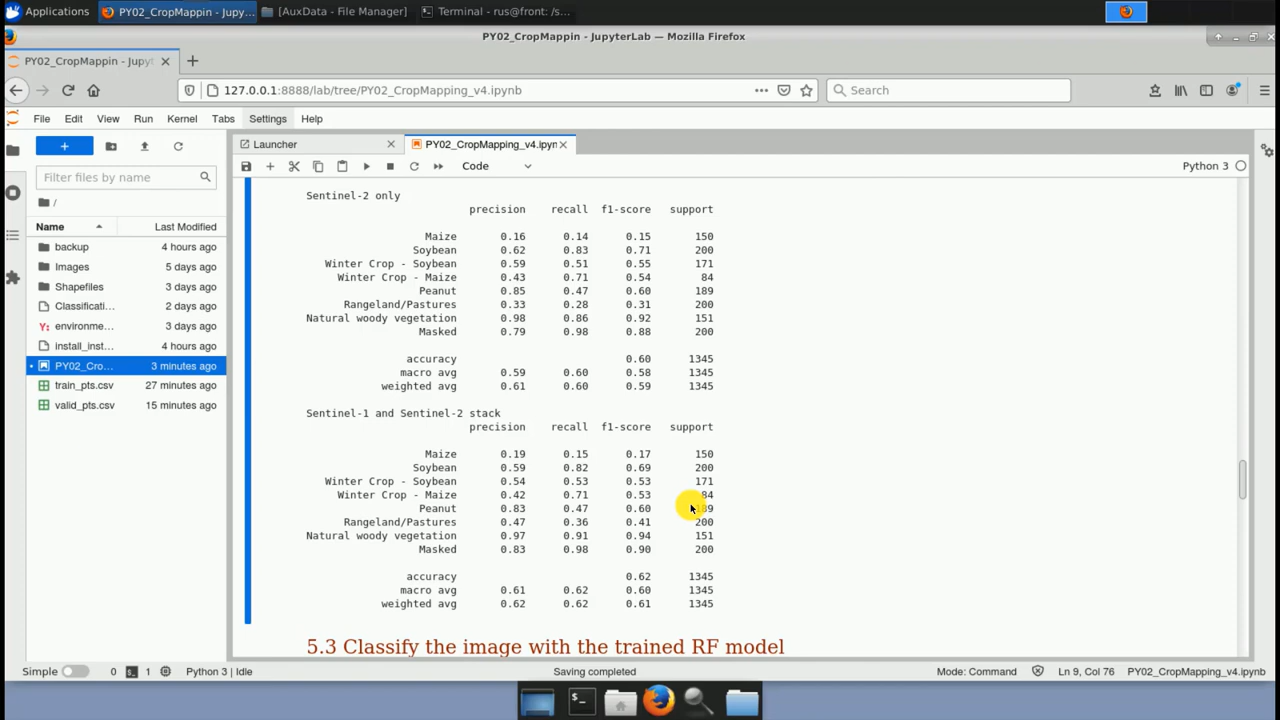 Applications
PY02_CropMappin - Jupy...
[AuxData - File Manager]
Terminal - rus@front: /s...
PY02_CropMappin - JupyterLab — Mozilla Firefox
PY02_CropMappin - Jupyt
127.0.0.1:8888/lab/tree/PY02_CropMapping_v4.ipynb
Search
File Edit View Run Kernel Tabs Settings Help
Launcher
PY02_CropMapping_v4.ipyn
Code
Python 3
Filter files by name
/
Name Last Modified
backup 4 hours ago
Images 5 days ago
Shapefiles 3 days ago
Classificati... 2 days ago
Y: environme... 3 days ago
install_inst... 4 hours ago
PY02_Cro... 3 minutes ago
train_pts.csv 27 minutes ago
valid_pts.csv 15 minutes ago
Sentinel-2 only
precision recall f1-score support
Maize 0.16 0.14 0.15 150
Soybean 0.62 0.83 0.71 200
Winter Crop - Soybean 0.59 0.51 0.55 171
Winter Crop - Maize 0.43 0.71 0.54 84
Peanut 0.85 0.47 0.60 189
Rangeland/Pastures 0.33 0.28 0.31 200
Natural woody vegetation 0.98 0.86 0.92 151
Masked 0.79 0.98 0.88 200
accuracy 0.60 1345
macro avg 0.59 0.60 0.58 1345
weighted avg 0.61 0.60 0.59 1345
Sentinel-1 and Sentinel-2 stack
precision recall f1-score support
Maize 0.19 0.15 0.17 150
Soybean 0.59 0.82 0.69 200
Winter Crop - Soybean 0.54 0.53 0.53 171
Winter Crop - Maize 0.42 0.71 0.53 84
Peanut 0.83 0.47 0.60
Rangeland/Pastures 0.47 0.36 0.41 200
Natural woody vegetation 0.97 0.91 0.94 151
Masked 0.83 0.98 0.90 200
accuracy 0.62 1345
macro avg 0.61 0.62 0.60 1345
weighted avg 0.62 0.62 0.61 1345
5.3 Classify the image with the trained RF model
Simple 0 1 Python 3 | Idle Saving completed Mode: Command Ln 9, Col 76 PY02_CropMapping_v4.ipynb